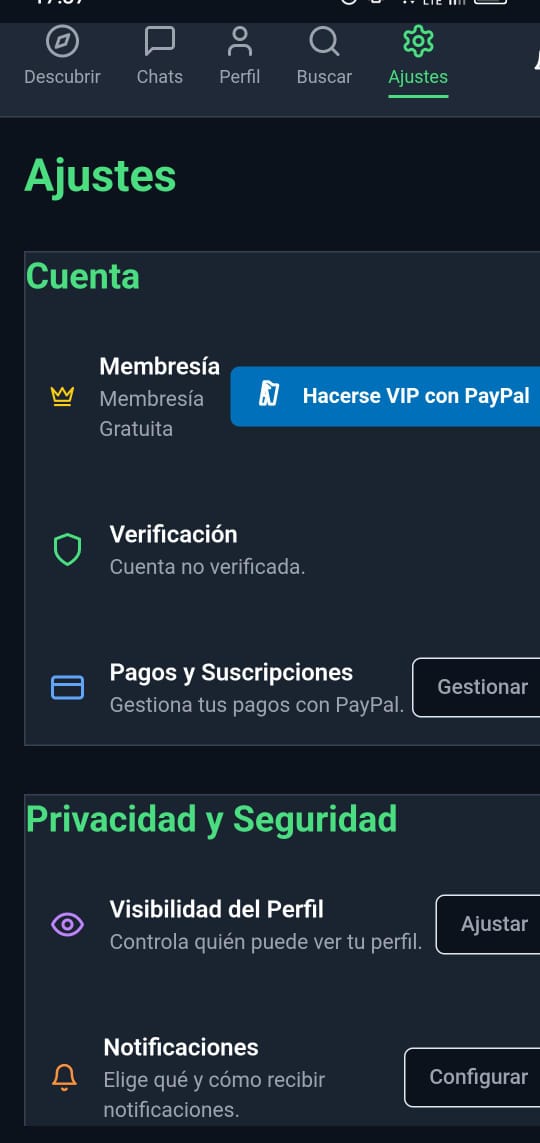 Descubrir Chats Perfil Buscar Ajustes
Ajustes
Cuenta
Membresía
Membresía
Gratuita
Hacerse VIP con PayPal
Verificación
Cuenta no verificada.
Pagos y Suscripciones
Gestiona tus pagos con PayPal.
Gestionar
Privacidad y Seguridad
Visibilidad del Perfil
Controla quién puede ver tu perfil.
Ajustar
Notificaciones
Elige qué y cómo recibir
notificaciones.
Configurar